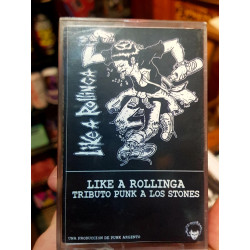 Like A Rollinga
LIKE A ROLLINGA
TRIBUTO PUNK A LOS STONES
UNA PRODUCCION DE PUNK ARGENTO